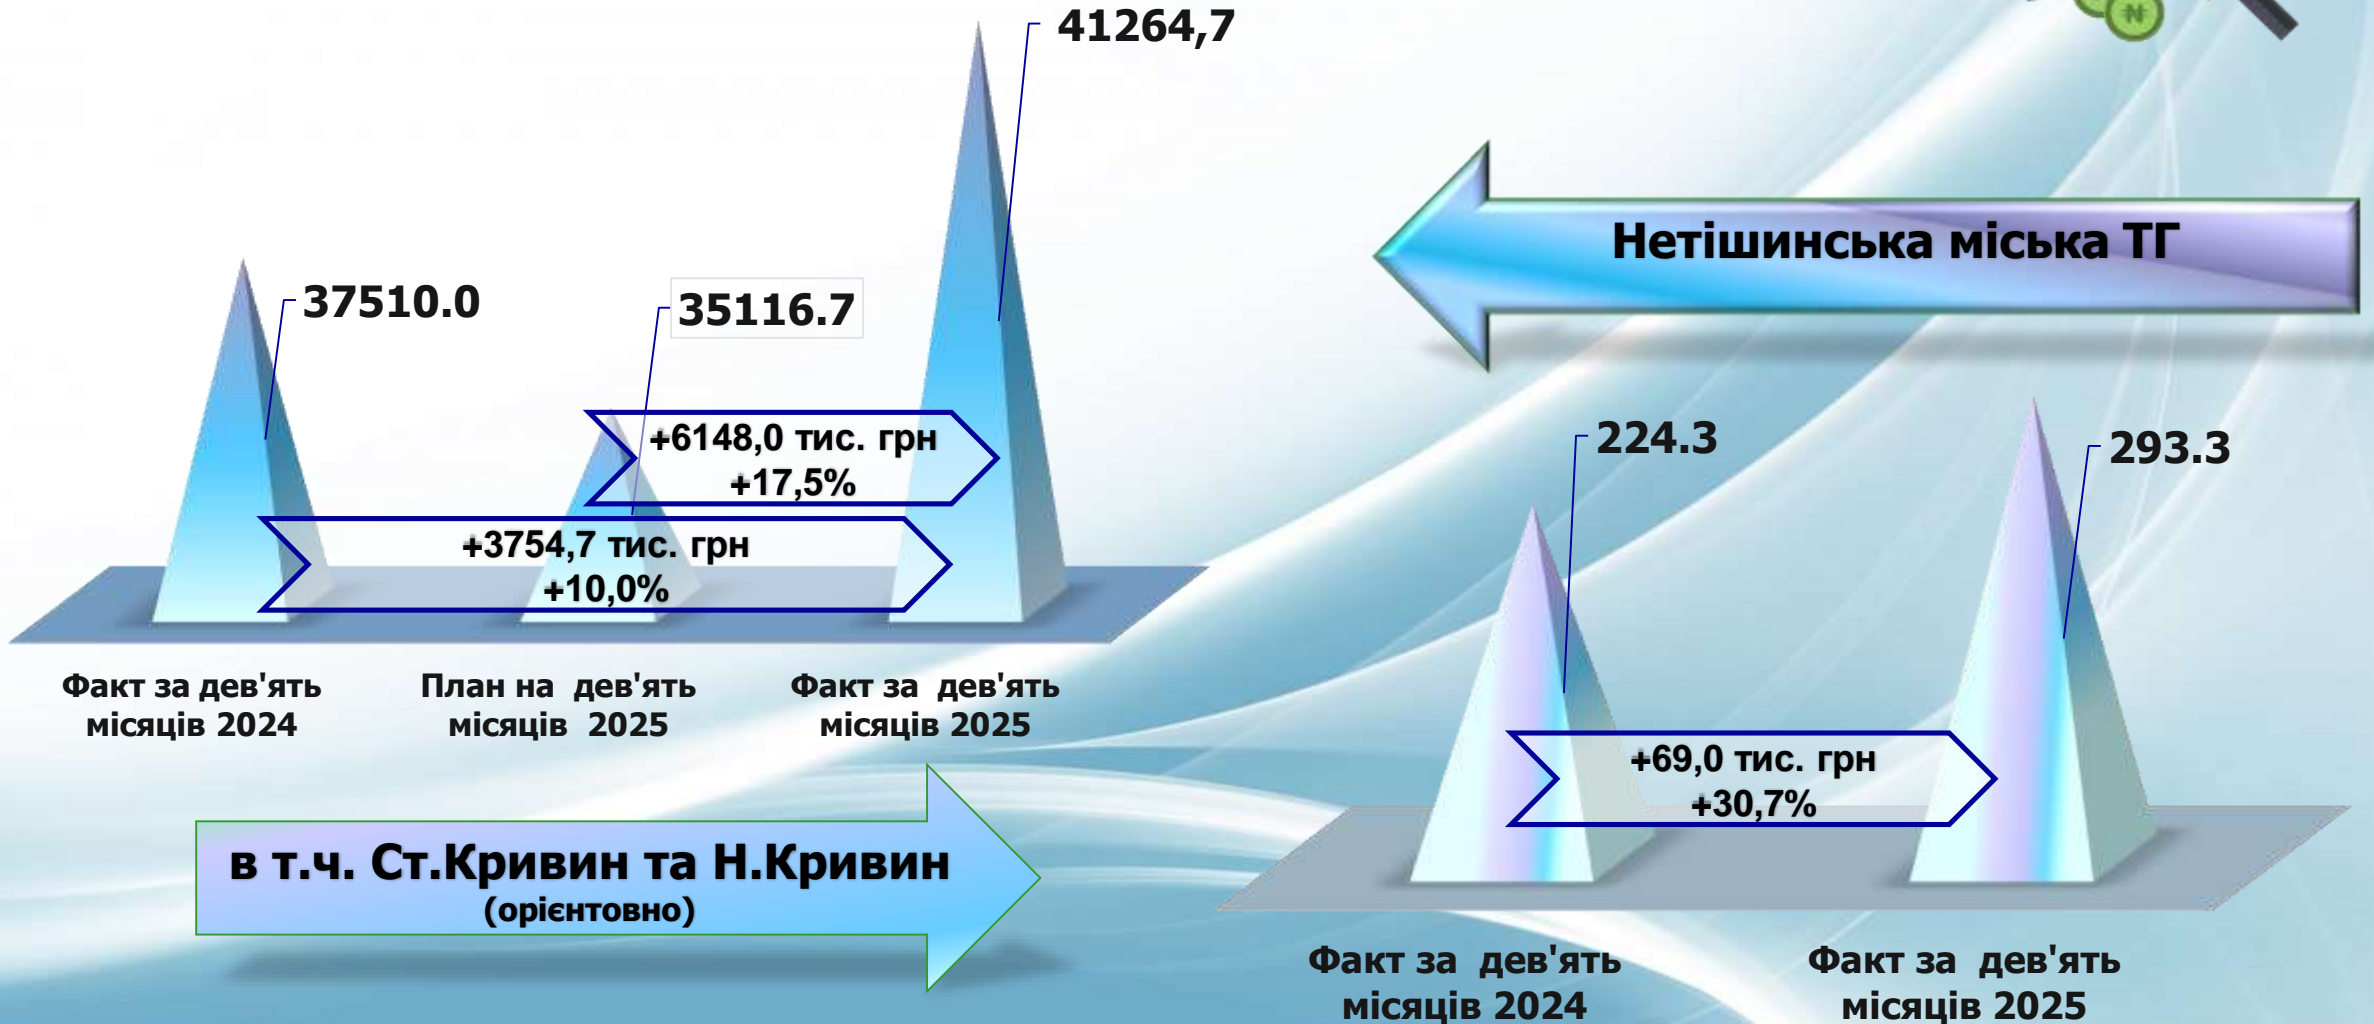 41264,7
37510.0
35116.7
+6148,0 тис. грн
+17,5%
+3754,7 тис. грн
+10,0%
Факт за дев'ять
місяців 2024
План на дев'ять
місяців 2025
Факт за дев'ять
місяців 2025
Нетішинська міська ТГ
224.3
293.3
+69,0 тис. грн
+30,7%
в т.ч. Ст.Кривин та Н.Кривин
(орієнтовно)
Факт за дев'ять
місяців 2024
Факт за дев'ять
місяців 2025